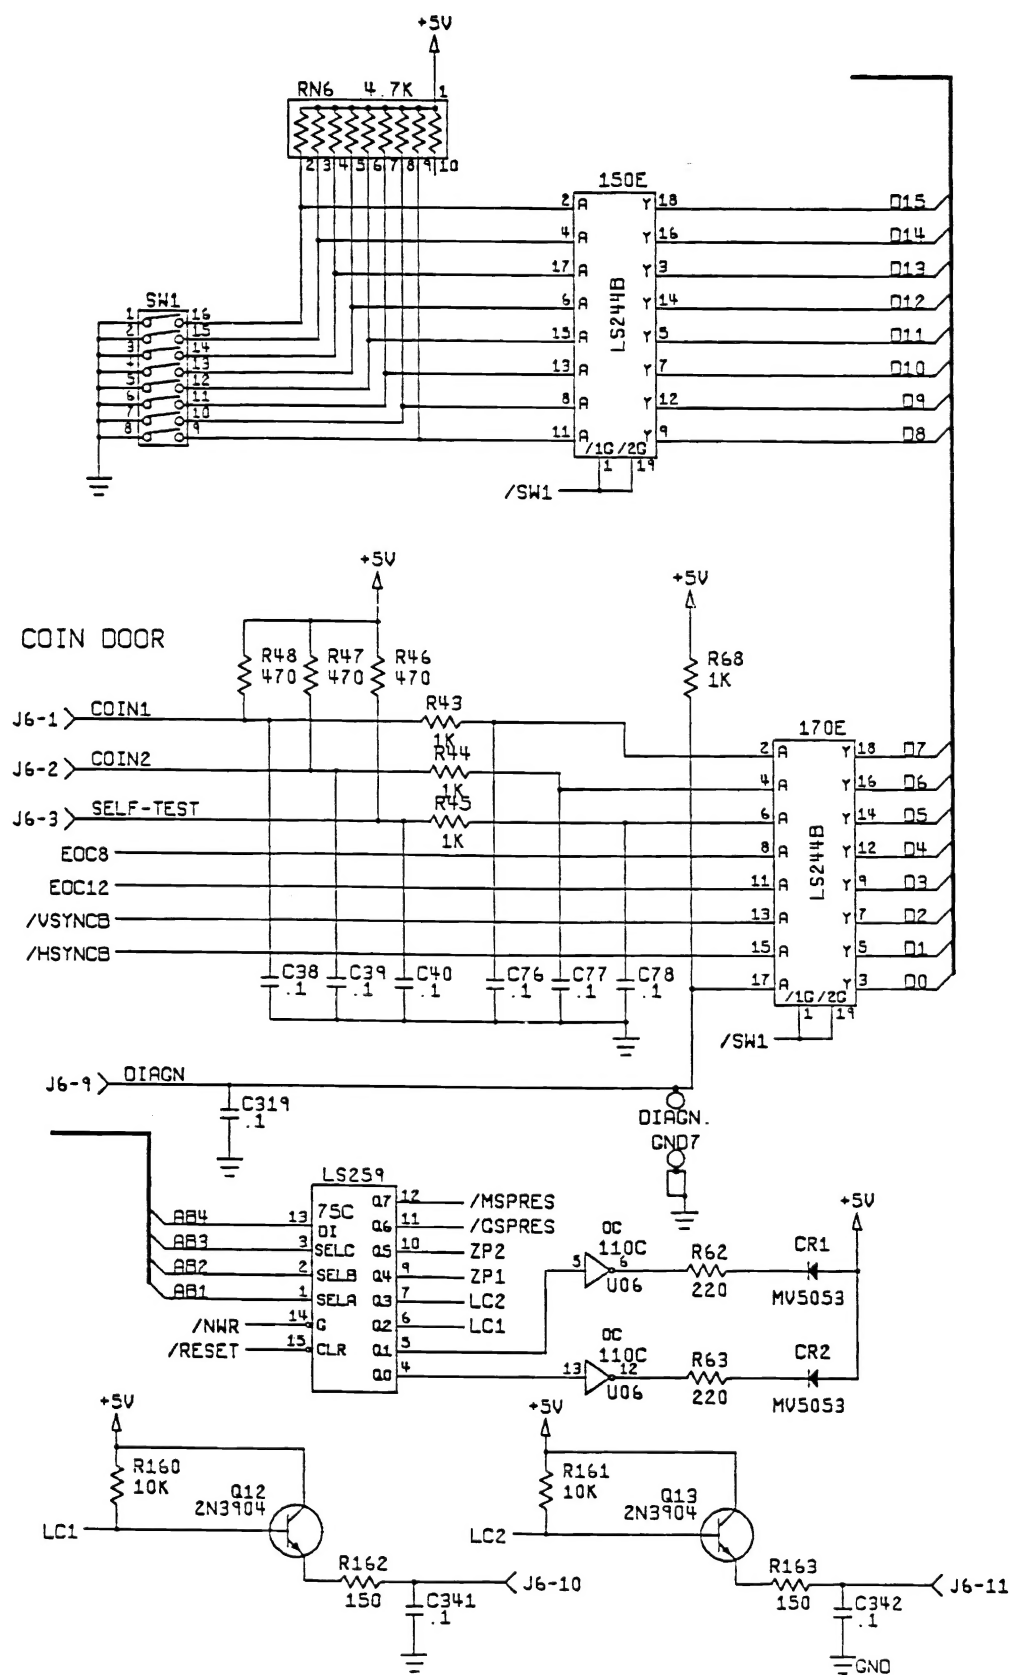 +5V
RN6 4.7K 1
2 3 4 5 6 7 8 9 10
150E
2 A Y 18 D15
4 A Y 16 D14
17 A Y 3 D13
6 A Y 14 D12
15 A Y 5 D11
13 A Y 7 D10
8 A Y 12 D9
11 A Y 9 D8
LS244B
/1G /2G
1 19
/SW1
SW1
1 16
2 15
3 14
4 13
5 12
6 11
7 10
8 9
+5V
+5V
COIN DOOR
R48 470
R47 470
R46 470
R68 1K
J6-1 COIN1
R43 1K
J6-2 COIN2
R44 1K
J6-3 SELF-TEST
R45 1K
EOC8
EOC12
/VSYNCB
/HSYNCB
170E
2 A Y 18 D7
4 A Y 16 D6
6 A Y 14 D5
8 A Y 12 D4
11 A Y 9 D3
13 A Y 7 D2
15 A Y 5 D1
17 A Y 3 D0
LS244B
/1G /2G
1 19
/SW1
C38 .1
C39 .1
C40 .1
C76 .1
C77 .1
C78 .1
J6-9 DIAGN
C319 .1
DIAGN.
GND7
LS259
75C
AB4 13 DI
AB3 3 SELC
AB2 2 SELB
AB1 1 SELA
/NWR 14 G
/RESET 15 CLR
Q7 12 /MSPRES
Q6 11 /GSPRES
Q5 10 ZP2
Q4 9 ZP1
Q3 7 LC2
Q2 6 LC1
Q1 5
Q0 4
+5V
OC
110C
5 6
U06
R62 220
CR1
MV5053
OC
110C
13 12
U06
R63 220
CR2
MV5053
+5V
R160 10K
Q12
2N3904
LC1
R162 150
J6-10
C341 .1
+5V
R161 10K
Q13
2N3904
LC2
R163 150
J6-11
C342 .1
GND